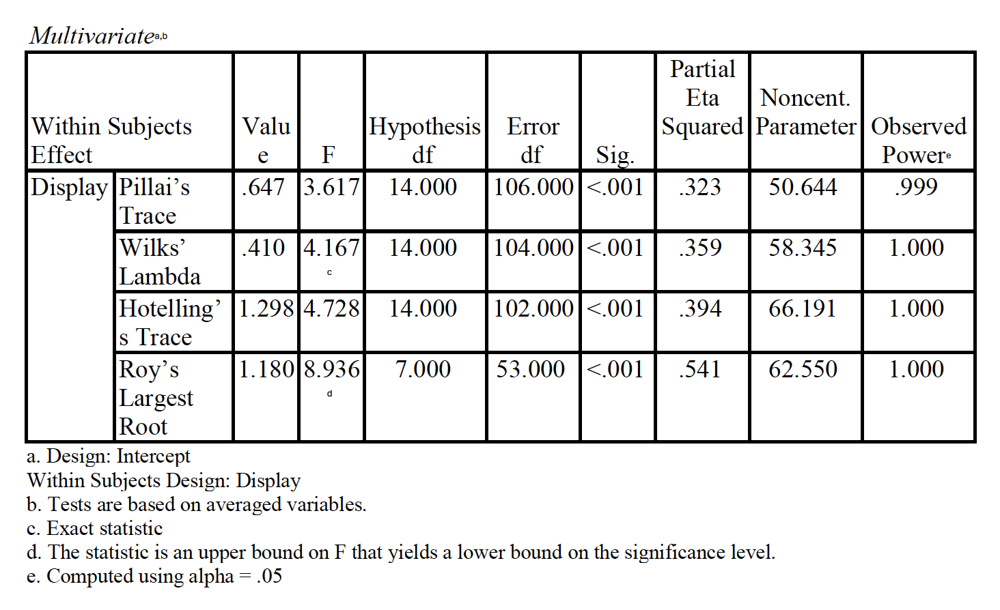 Multivariatea,b
Within Subjects Effect | Value | F | Hypothesis df | Error df | Sig. | Partial Eta Squared | Noncent. Parameter | Observed Powere
Display | Pillai’s Trace | .647 | 3.617 | 14.000 | 106.000 | <.001 | .323 | 50.644 | .999
Wilks’ Lambda | .410 | 4.167c | 14.000 | 104.000 | <.001 | .359 | 58.345 | 1.000
Hotelling’s Trace | 1.298 | 4.728 | 14.000 | 102.000 | <.001 | .394 | 66.191 | 1.000
Roy’s Largest Root | 1.180 | 8.936d | 7.000 | 53.000 | <.001 | .541 | 62.550 | 1.000
a. Design: Intercept
Within Subjects Design: Display
b. Tests are based on averaged variables.
c. Exact statistic
d. The statistic is an upper bound on F that yields a lower bound on the significance level.
e. Computed using alpha = .05